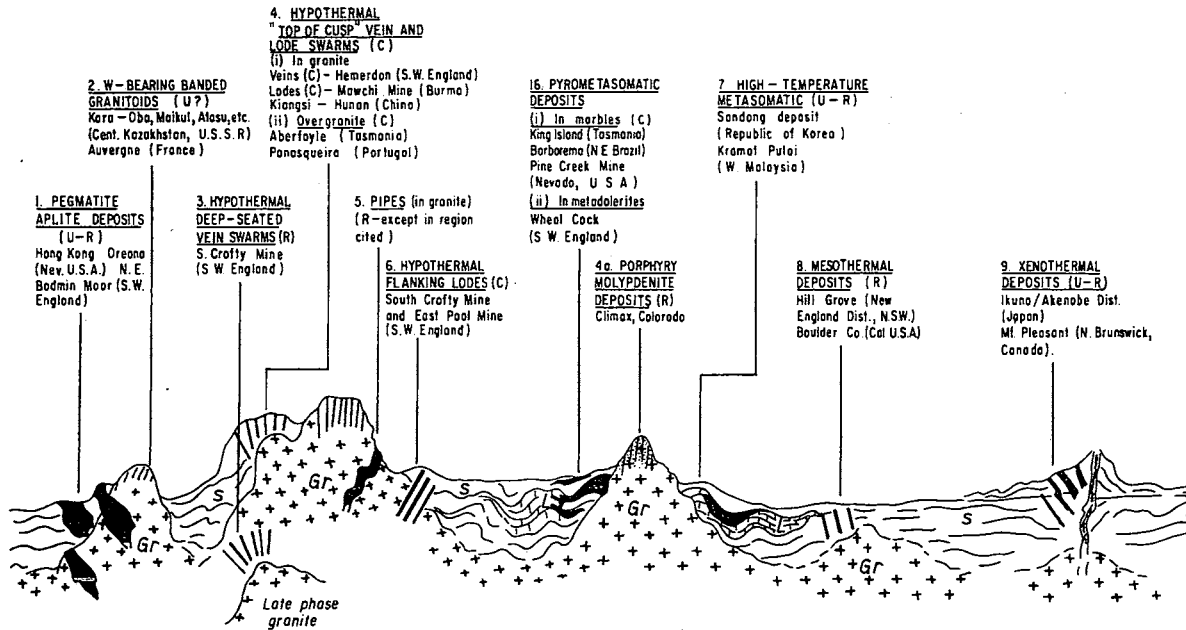 4. HYPOTHERMAL
"TOP OF CUSP" VEIN AND
LODE SWARMS (C)
(i) In granite
Veins (C) - Hemerdon (S.W. England)
Lodes (C) - Mawchi Mine (Burma)
Kiangsi - Hunan (China)
(ii) Overgranite (C)
Aberfoyle (Tasmania)
Panasqueira (Portugal)
2. W-BEARING BANDED
GRANITOIDS (U?)
Kara-Oba, Maikul, Atasu, etc.
(Cent. Kazakhstan, U.S.S.R)
Auvergne (France)
16. PYROMETASOMATIC
DEPOSITS
(i) In marbles (C)
King Island (Tasmania)
Borborema (N E Brazil)
Pine Creek Mine
(Nevada, U S A)
(ii) In metadolerites
Wheal Cock
(S W. England)
7 HIGH-TEMPERATURE
METASOMATIC (U-R)
Sandong deposit
(Republic of Korea)
Kramat Pulai
(W. Malaysia)
1. PEGMATITE
APLITE DEPOSITS
(U-R)
Hong Kong Oreana
(Nev. U.S.A.) N.E.
Bodmin Moor (S.W.
England)
3. HYPOTHERMAL
DEEP-SEATED
VEIN SWARMS (R)
S. Crofty Mine
(S W England)
5. PIPES (in granite)
(R-except in region
cited)
6. HYPOTHERMAL
FLANKING LODES (C)
South Crofty Mine
and East Pool Mine
(S.W. England)
4a. PORPHYRY
MOLYPDENITE
DEPOSITS (R)
Climax, Colorado
8. MESOTHERMAL
DEPOSITS (R)
Hill Grove (New
England Dist., N.S.W.)
Boulder Co. (Cal U.S.A)
9. XENOTHERMAL
DEPOSITS (U-R)
Ikuno/Akenobe Dist.
(Japan)
Mt. Pleasant (N. Brunswick,
Canada).
Gr
S
Gr
S
Gr
Gr
S
Late phase
granite